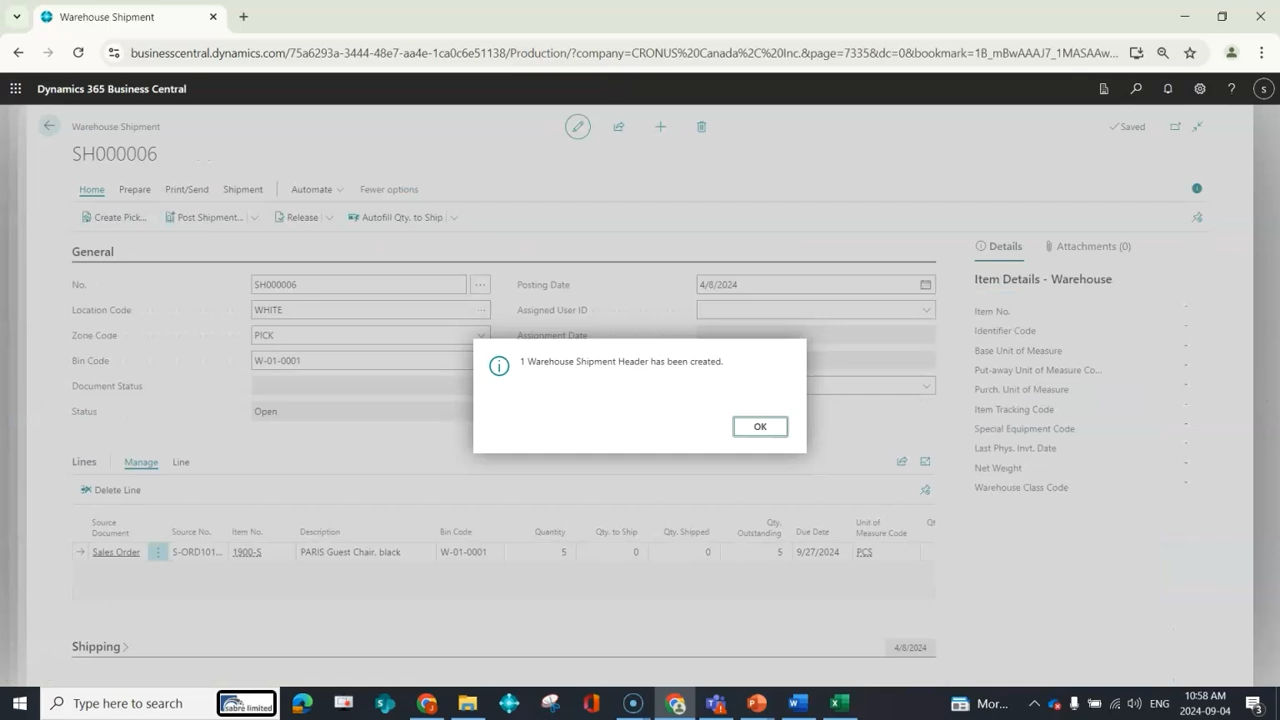 Warehouse Shipment
businesscentral.dynamics.com/75a6293a-3444-48e7-aa4e-1ca0c6e51138/Production/?company=CRONUS%20Canada%2C%20Inc.&page=7335&dc=0&bookmark=1B_mBwAAAJ7_1MASAAw...
Dynamics 365 Business Central
S
Warehouse Shipment
Saved
SH000006
Home Prepare Print/Send Shipment Automate Fewer options
Create Pick... Post Shipment... Release Autofill Qty. to Ship
General
Details Attachments (0)
Item Details - Warehouse
No. SH000006 Posting Date 4/8/2024
Location Code WHITE Assigned User ID
Zone Code PICK Assignment Date
Bin Code W-01-0001
Document Status
Status Open
Item No. -
Identifier Code -
Base Unit of Measure -
Put-away Unit of Measure Co... -
Purch. Unit of Measure -
Item Tracking Code -
Special Equipment Code -
Last Phys. Invt. Date -
Net Weight -
Warehouse Class Code -
1 Warehouse Shipment Header has been created.
OK
Lines Manage Line
Delete Line
Source Document Source No. Item No. Description Bin Code Quantity Qty. to Ship Qty. Shipped Qty. Outstanding Due Date Unit of Measure Code
Sales Order S-ORD101... 1900-S PARIS Guest Chair, black W-01-0001 5 0 0 5 9/27/2024 PCS
Shipping 4/8/2024
Type here to search
sabre limited
Mor...
ENG
10:58 AM
2024-09-04
3